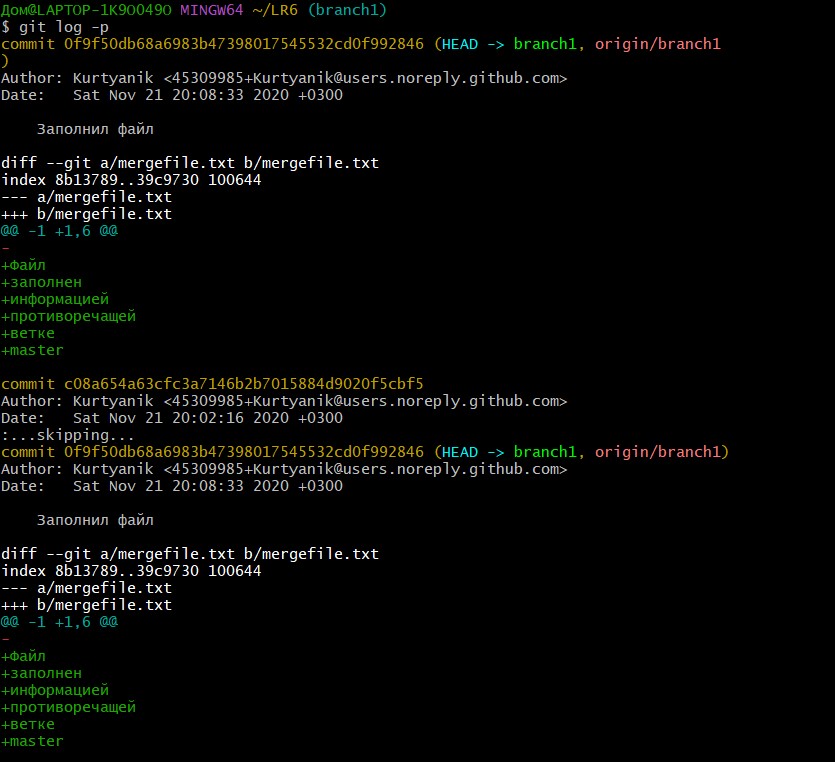 Дом@LAPTOP-1K9OO49O MINGW64 ~/LR6 (branch1)
$ git log -p
commit 0f9f50db68a6983b47398017545532cd0f992846 (HEAD -> branch1, origin/branch1
)
Author: Kurtyanik <45309985+Kurtyanik@users.noreply.github.com>
Date:   Sat Nov 21 20:08:33 2020 +0300

    Заполнил файл

diff --git a/mergefile.txt b/mergefile.txt
index 8b13789..39c9730 100644
--- a/mergefile.txt
+++ b/mergefile.txt
@@ -1 +1,6 @@
-
+Файл
+заполнен
+информацией
+противоречащей
+ветке
+master

commit c08a654a63cfc3a7146b2b7015884d9020f5cbf5
Author: Kurtyanik <45309985+Kurtyanik@users.noreply.github.com>
Date:   Sat Nov 21 20:02:16 2020 +0300
:...skipping...
commit 0f9f50db68a6983b47398017545532cd0f992846 (HEAD -> branch1, origin/branch1)
Author: Kurtyanik <45309985+Kurtyanik@users.noreply.github.com>
Date:   Sat Nov 21 20:08:33 2020 +0300

    Заполнил файл

diff --git a/mergefile.txt b/mergefile.txt
index 8b13789..39c9730 100644
--- a/mergefile.txt
+++ b/mergefile.txt
@@ -1 +1,6 @@
-
+Файл
+заполнен
+информацией
+противоречащей
+ветке
+master